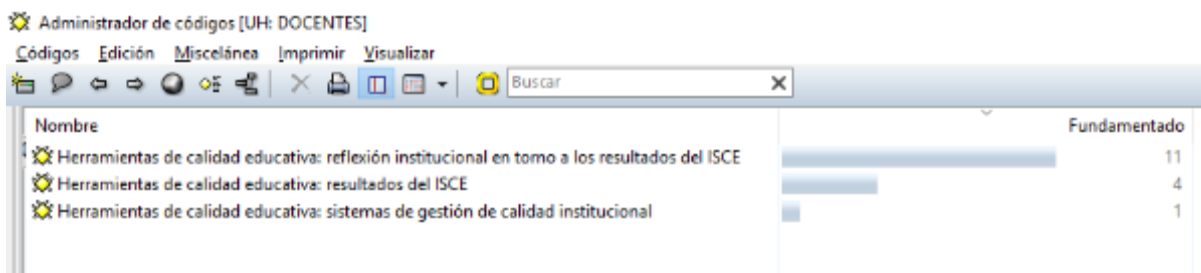 Administrador de códigos [UH: DOCENTES]
Códigos Edición Miscelánea Imprimir Visualizar
Buscar
Nombre Fundamentado
Herramientas de calidad educativa: reflexión institucional en torno a los resultados del ISCE 11
Herramientas de calidad educativa: resultados del ISCE 4
Herramientas de calidad educativa: sistemas de gestión de calidad institucional 1